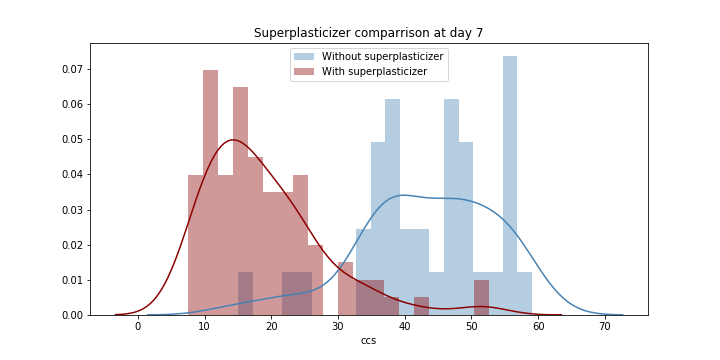 Superplasticizer comparrison at day 7
Without superplasticizer
With superplasticizer
0.07
0.06
0.05
0.04
0.03
0.02
0.01
0.00
0 10 20 30 40 50 60 70
ccs